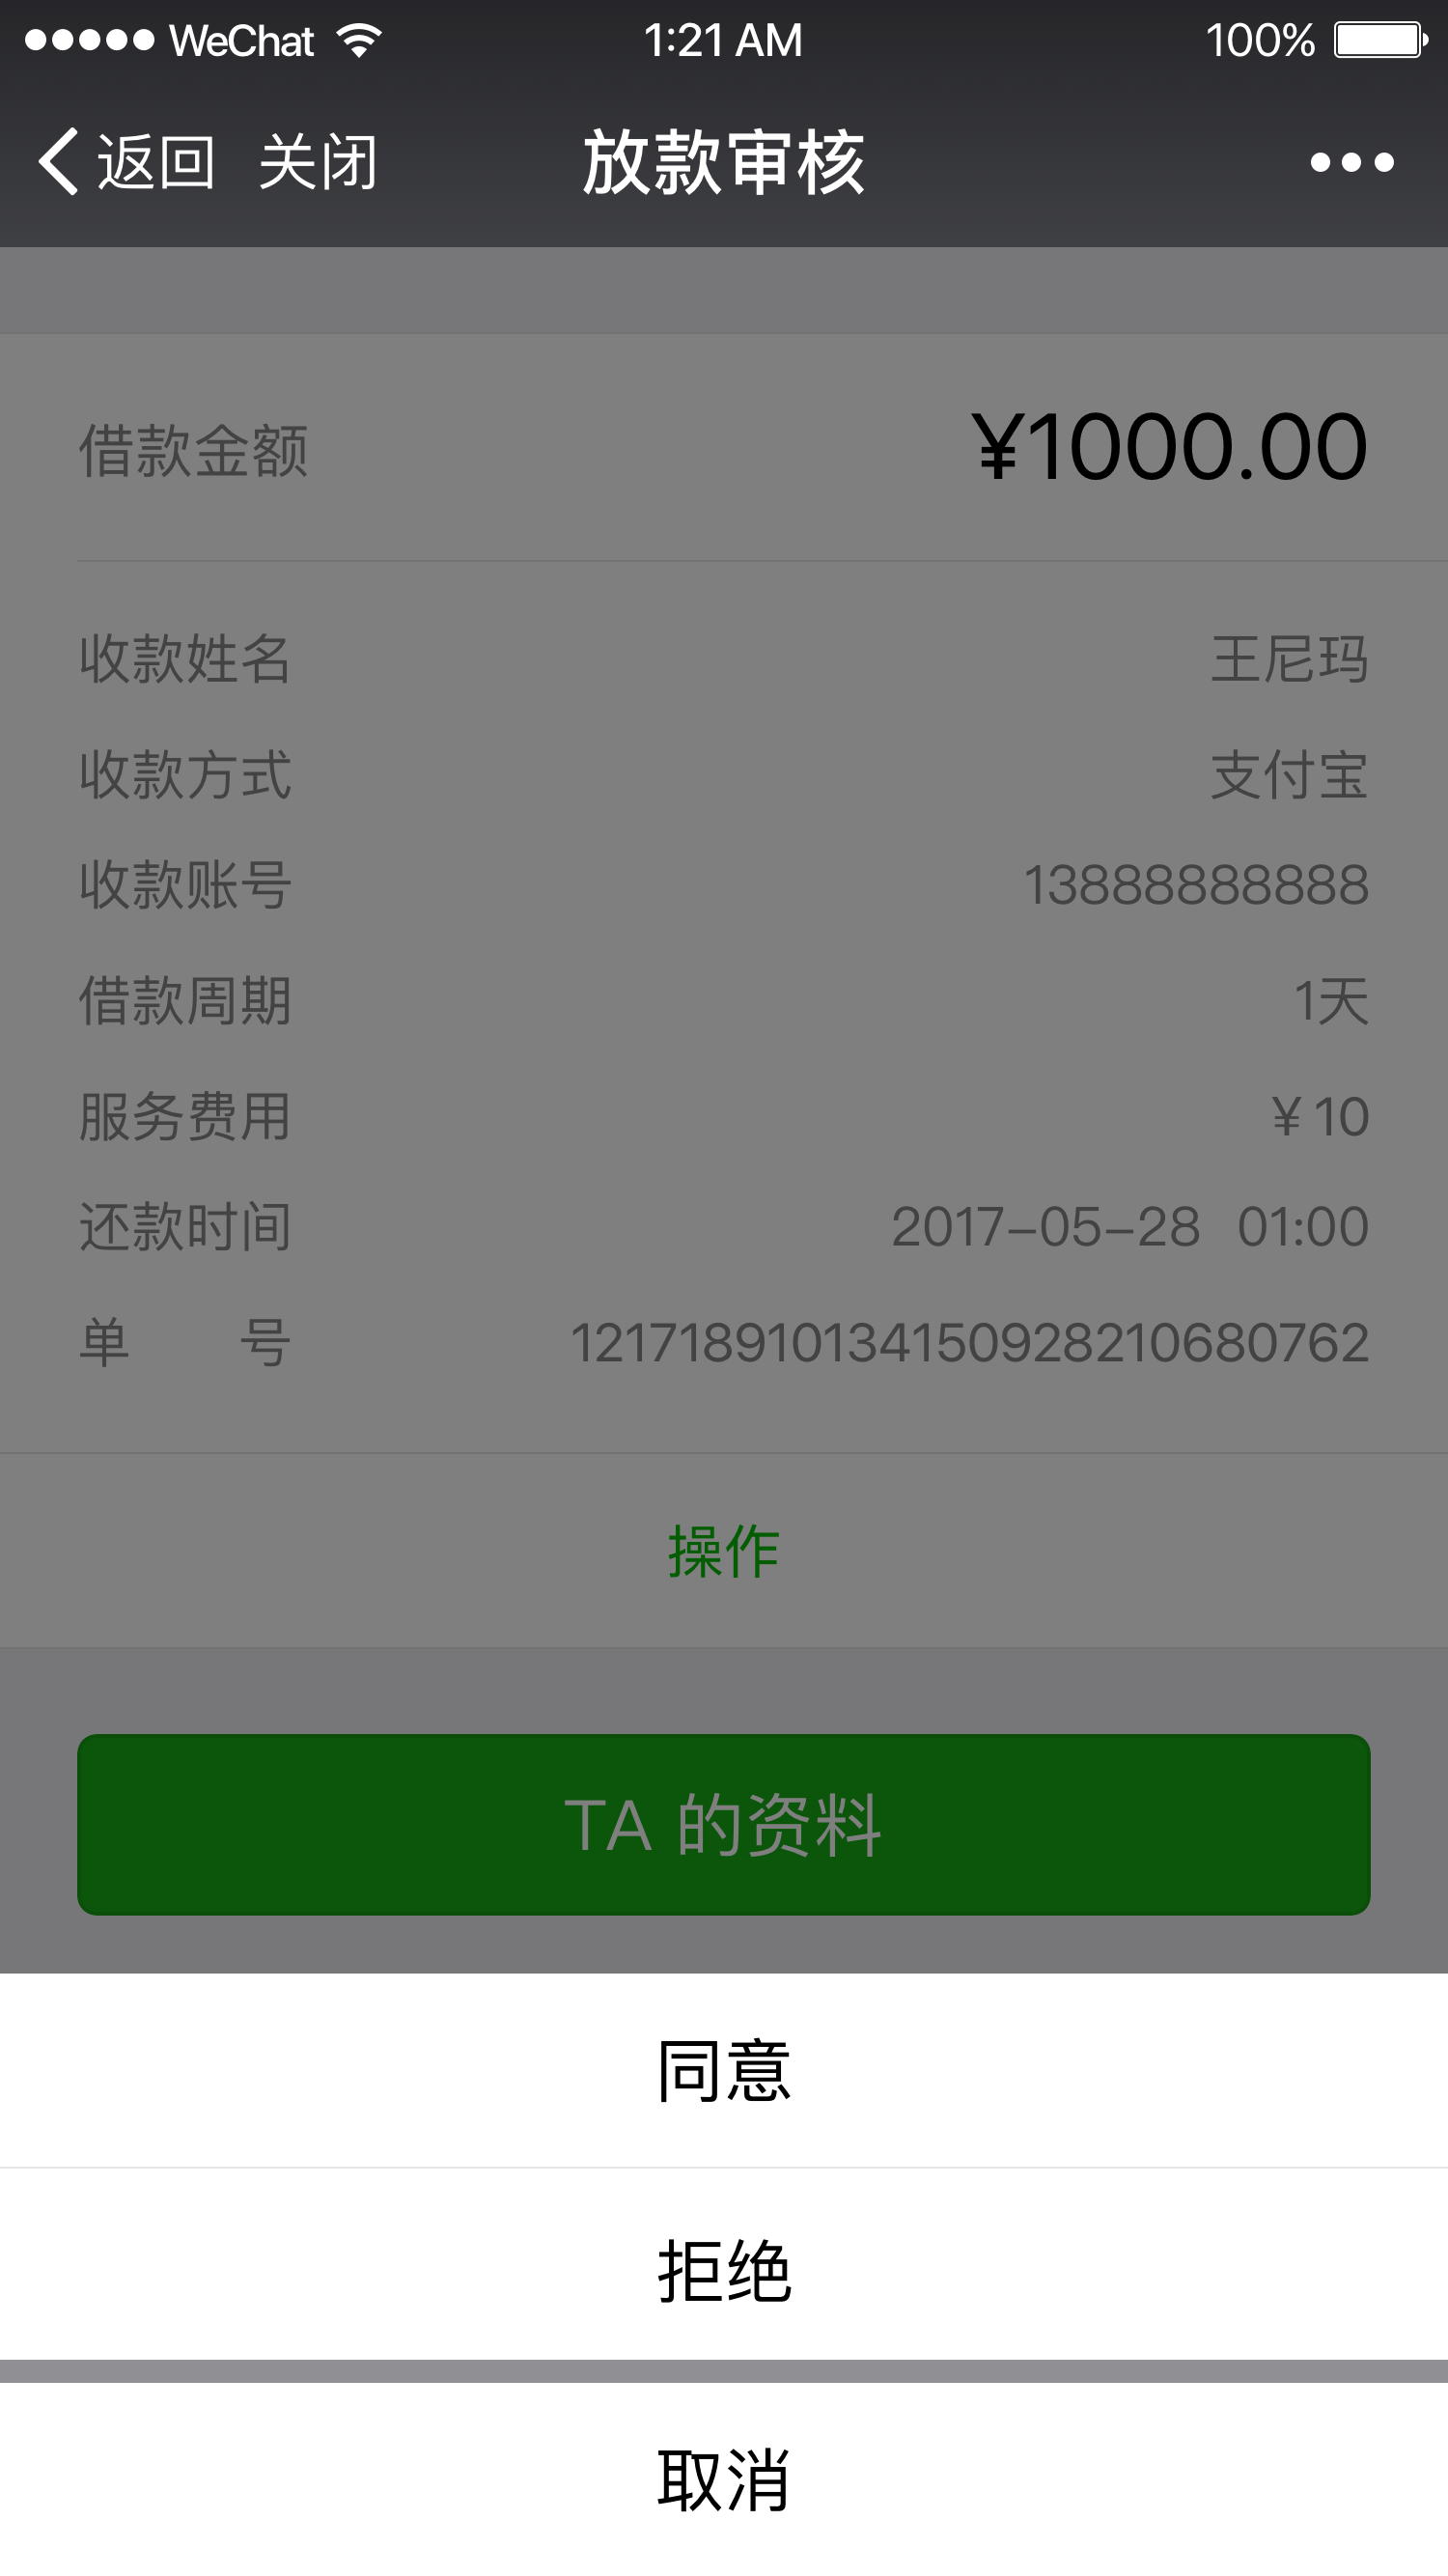 WeChat 1:21 AM 100%
返回 关闭 放款审核
借款金额 ¥1000.00
收款姓名 王尼玛
收款方式 支付宝
收款账号 13888888888
借款周期 1天
服务费用 ¥ 10
还款时间 2017-05-28 01:00
单 号 121718910134150928210680762
操作
TA 的资料
同意
拒绝
取消